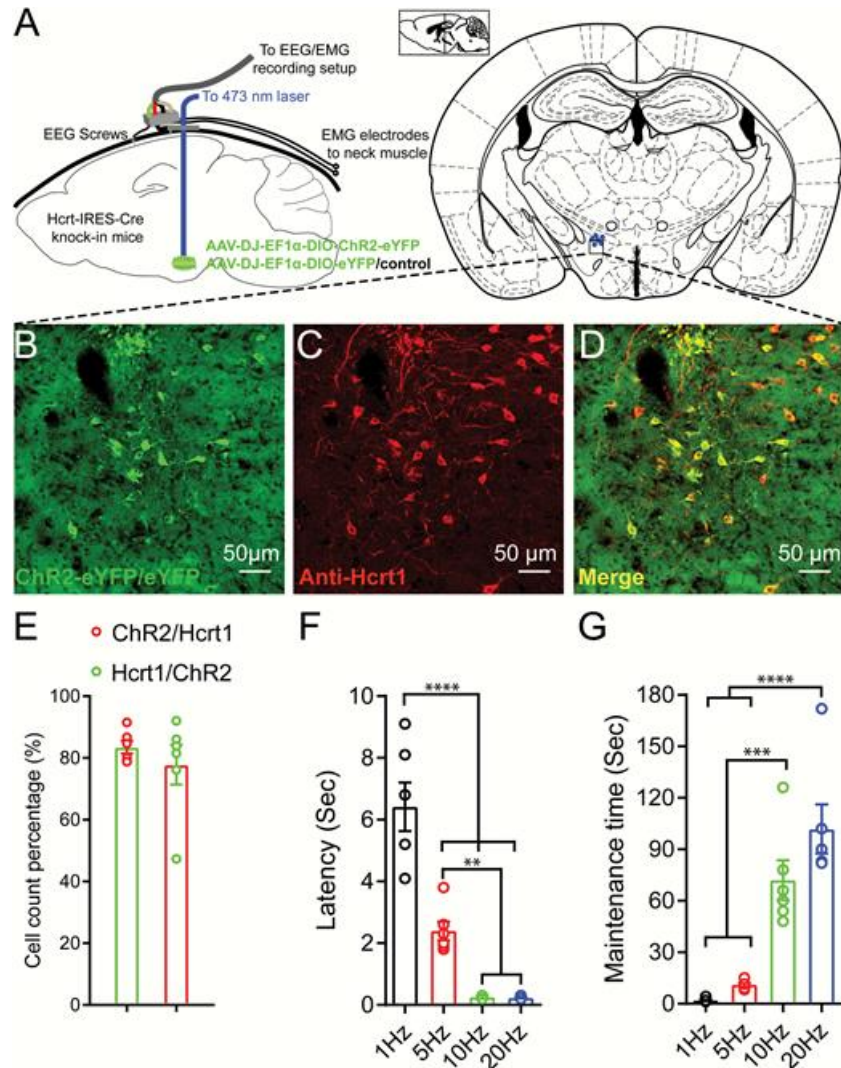 A
To EEG/EMG
recording setup
To 473 nm laser
EEG Screws
EMG electrodes
to neck muscle
Hcrt-IRES-Cre
knock-in mice
AAV-DJ-EF1α-DIO-ChR2-eYFP
AAV-DJ-EF1α-DIO-eYFP/control
B
50µm
ChR2-eYFP/eYFP
C
50 µm
Anti-Hcrt1
D
50 µm
Merge
E
ChR2/Hcrt1
Hcrt1/ChR2
Cell count percentage (%)
100
80
60
40
20
0
F
Latency (Sec)
10
8
6
4
2
0
****
**
1Hz
5Hz
10Hz
20Hz
G
Maintenance time (Sec)
180
150
120
90
60
30
0
****
***
1Hz
5Hz
10Hz
20Hz